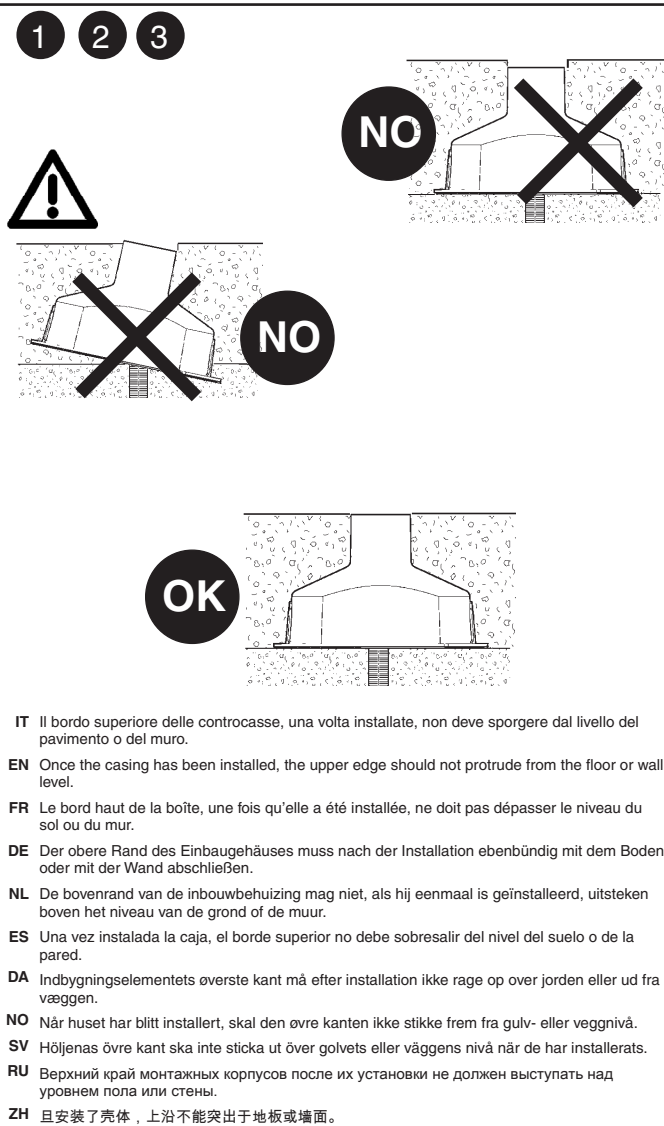 1 2 3
NO
NO
OK
IT Il bordo superiore delle controcasse, una volta installate, non deve sporgere dal livello del
pavimento o del muro.
EN Once the casing has been installed, the upper edge should not protrude from the floor or wall
level.
FR Le bord haut de la boîte, une fois qu'elle a été installée, ne doit pas dépasser le niveau du
sol ou du mur.
DE Der obere Rand des Einbaugehäuses muss nach der Installation ebenbündig mit dem Boden
oder mit der Wand abschließen.
NL De bovenrand van de inbouwbehuizing mag niet, als hij eenmaal is geïnstalleerd, uitsteken
boven het niveau van de grond of de muur.
ES Una vez instalada la caja, el borde superior no debe sobresalir del nivel del suelo o de la
pared.
DA Indbygningselementets øverste kant må efter installation ikke rage op over jorden eller ud fra
væggen.
NO Når huset har blitt installert, skal den øvre kanten ikke stikke frem fra gulv- eller veggnivå.
SV Höljenas övre kant ska inte sticka ut över golvets eller väggens nivå när de har installerats.
RU Верхний край монтажных корпусов после их установки не должен выступать над
уровнем пола или стены.
ZH 旦安装了壳体，上沿不能突出于地板或墙面。